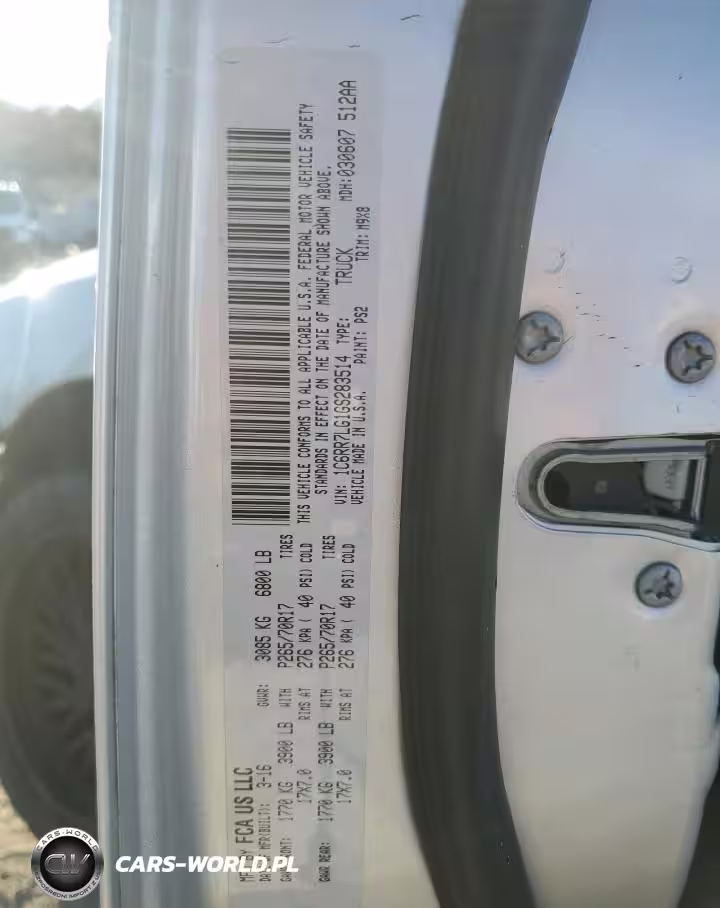 MFD BY FCA US LLC
DATE OF MFR(BUILT): 3-16 GVWR: 3085 KG 6800 LB
GAWR FRONT: 1770 KG 3900 LB WITH P265/70R17 TIRES
17X7.0 RIMS AT 276 KPA ( 40 PSI) COLD
GAWR REAR: 1770 KG 3900 LB WITH P265/70R17 TIRES
17X7.0 RIMS AT 276 KPA ( 40 PSI) COLD
THIS VEHICLE CONFORMS TO ALL APPLICABLE U.S.A. FEDERAL MOTOR VEHICLE SAFETY
STANDARDS IN EFFECT ON THE DATE OF MANUFACTURE SHOWN ABOVE.
VIN: 1C6RR7LG1GS283514 TYPE: TRUCK MDH:030607 512AA
VEHICLE MADE IN U.S.A. PAINT: PS2 TRIM: M9X8
CARS-WORLD
CW
CARS-WORLD.PL